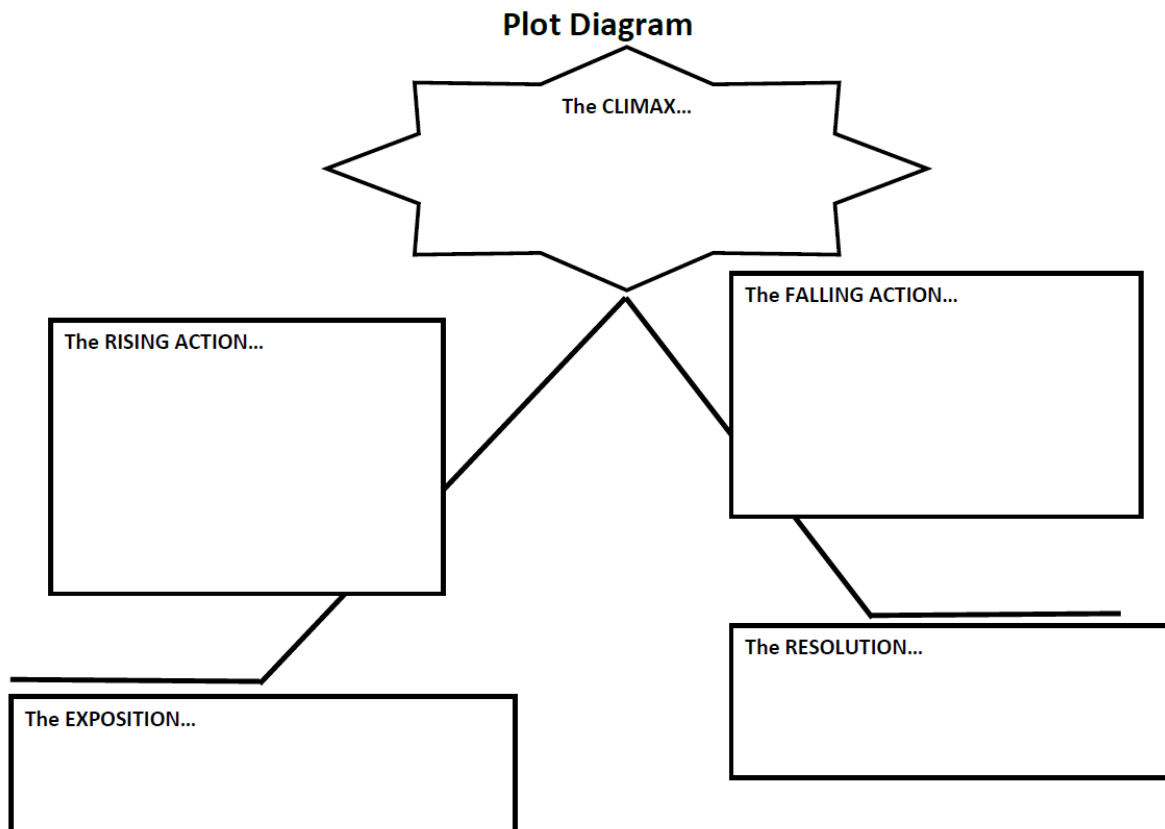 Plot Diagram
The CLIMAX...
The FALLING ACTION...
The RISING ACTION...
The RESOLUTION...
The EXPOSITION...